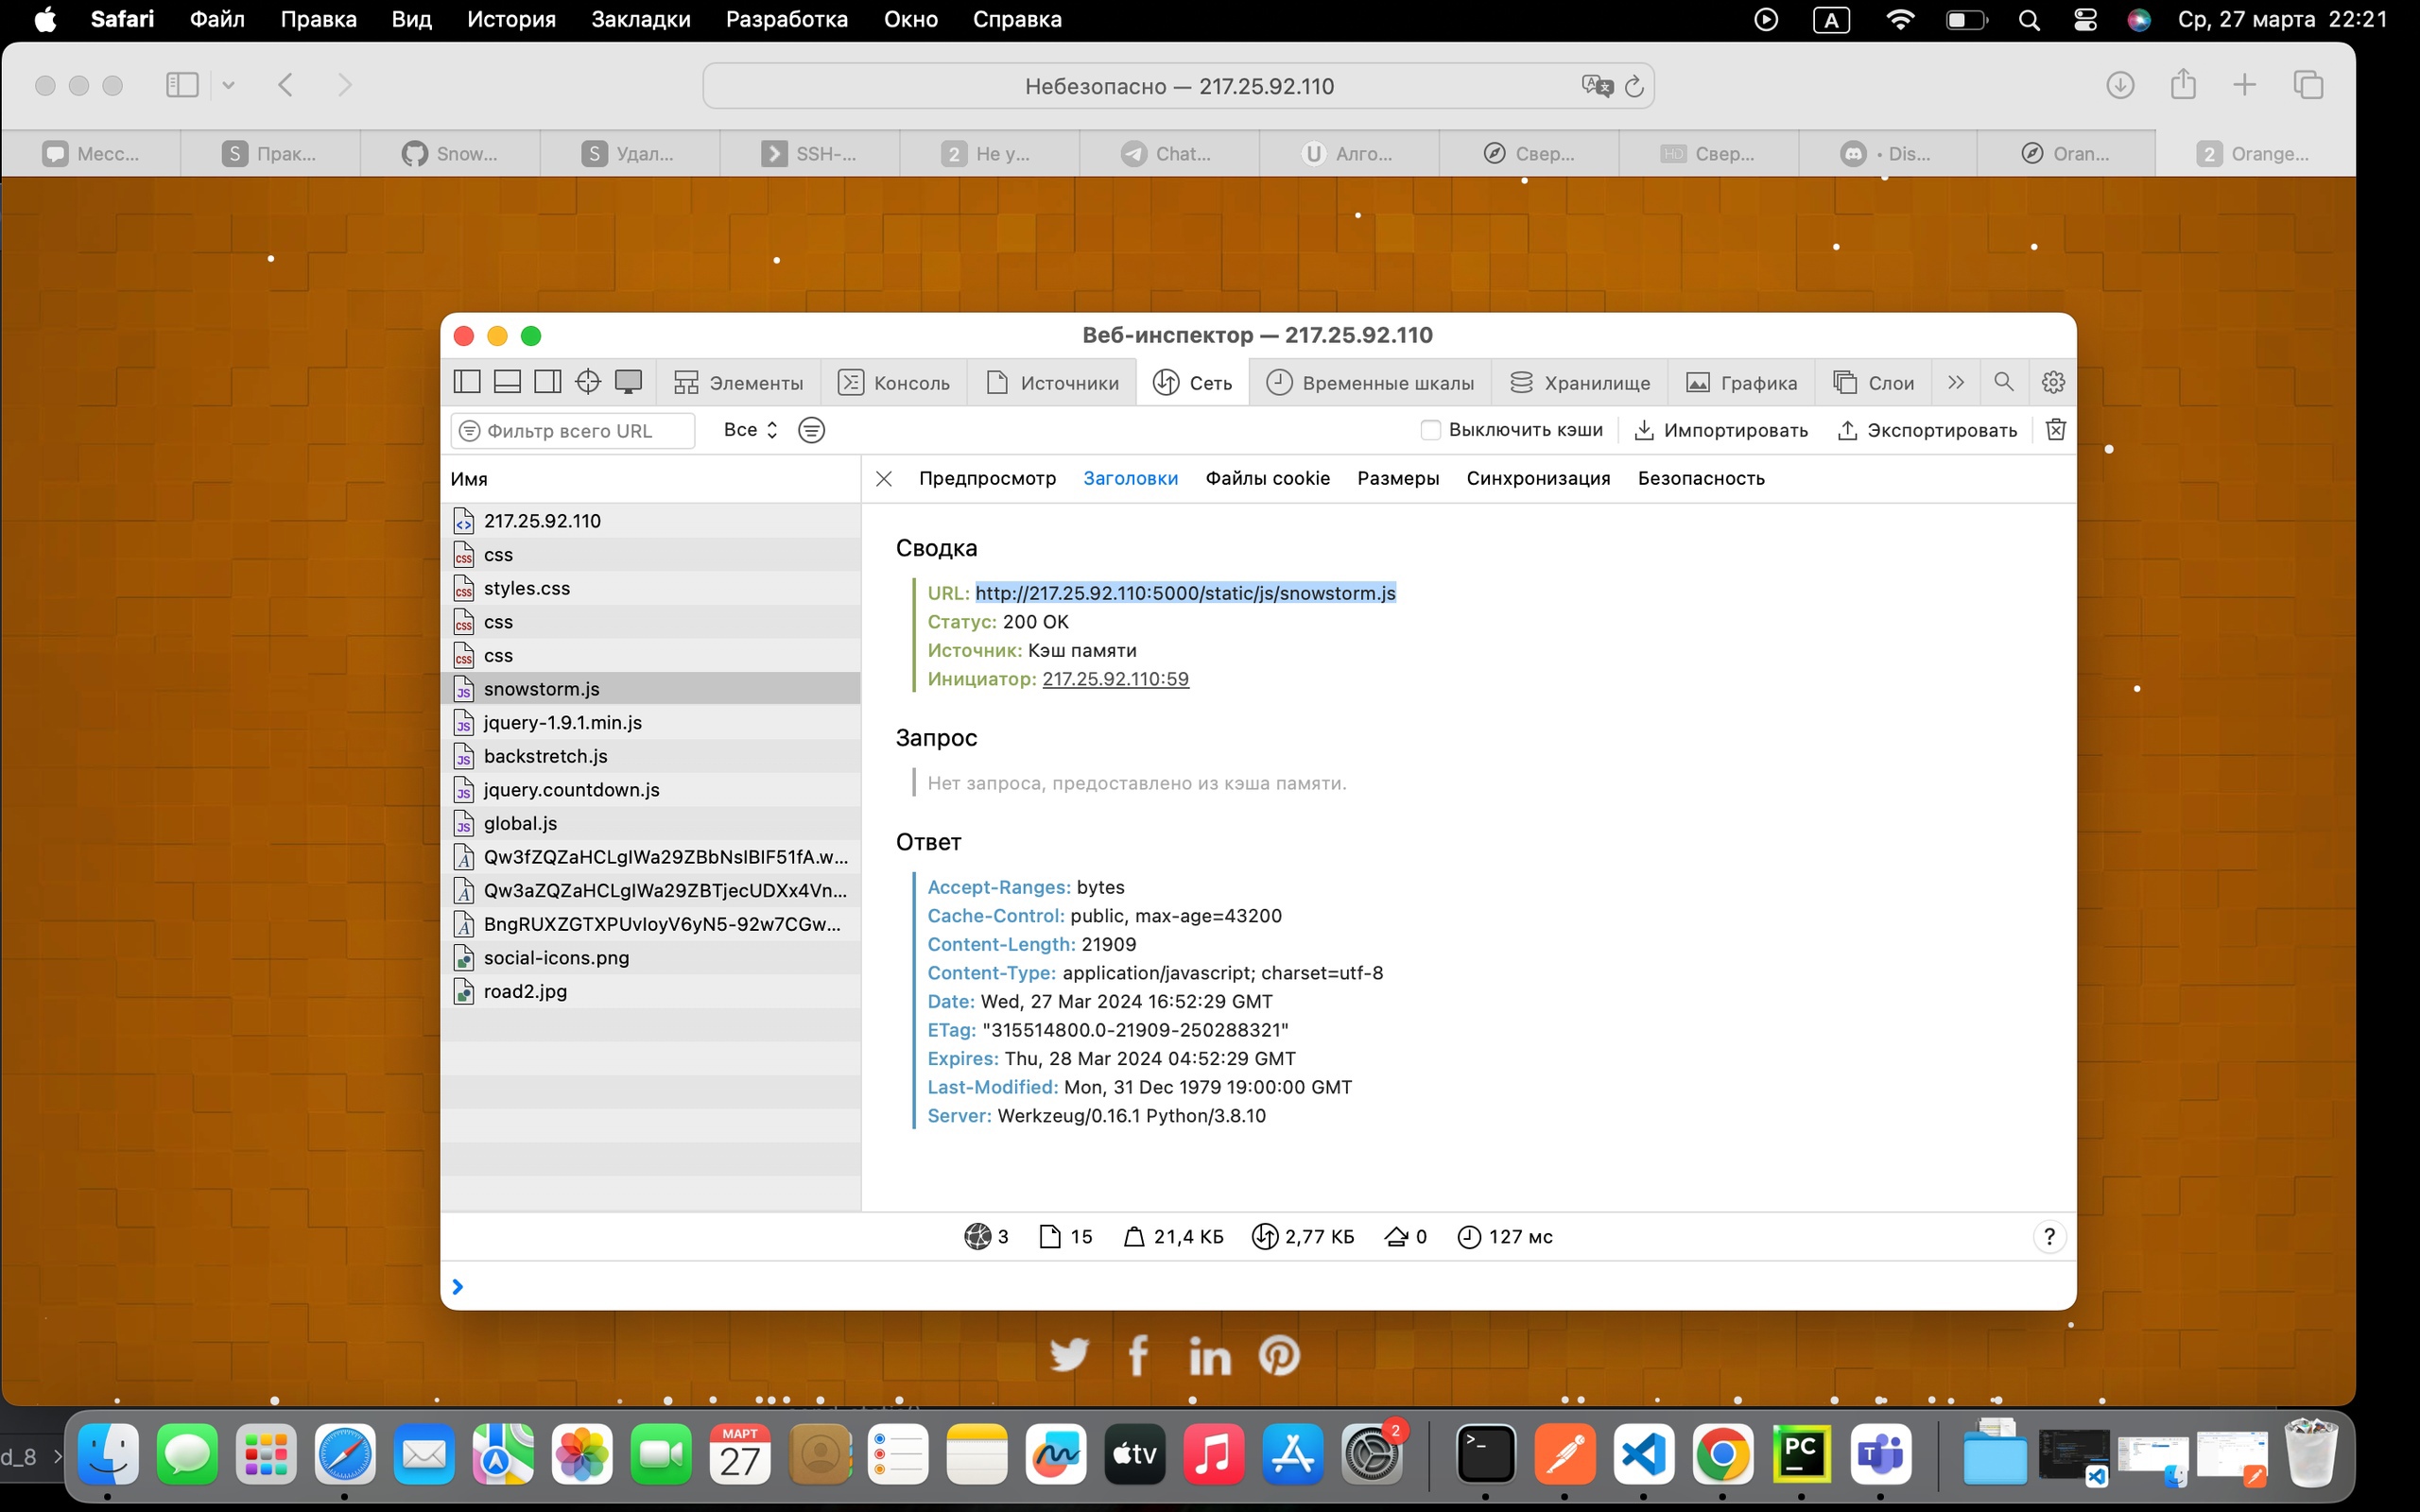 Safari Файл Правка Вид История Закладки Разработка Окно Справка A Ср, 27 марта 22:21
Небезопасно — 217.25.92.110
Месс... S Прак... Snow... S Удал... SSH-... 2 Не у... Chat... U Алго... Свер... HD Свер... • Dis... Oran... 2 Orange...
Веб-инспектор — 217.25.92.110
Элементы Консоль Источники Сеть Временные шкалы Хранилище Графика Слои
Фильтр всего URL Все Выключить кэши Импортировать Экспортировать
Имя
Предпросмотр Заголовки Файлы cookie Размеры Синхронизация Безопасность
217.25.92.110
css
styles.css
css
css
snowstorm.js
jquery-1.9.1.min.js
backstretch.js
jquery.countdown.js
global.js
Qw3fZQZaHCLgIWa29ZBbNsIBIF51fA.w...
Qw3aZQZaHCLgIWa29ZBTjecUDXx4Vn...
BngRUXZGTXPUvIoyV6yN5-92w7CGw...
social-icons.png
road2.jpg
Сводка
URL: http://217.25.92.110:5000/static/js/snowstorm.js
Статус: 200 OK
Источник: Кэш памяти
Инициатор: 217.25.92.110:59
Запрос
Нет запроса, предоставлено из кэша памяти.
Ответ
Accept-Ranges: bytes
Cache-Control: public, max-age=43200
Content-Length: 21909
Content-Type: application/javascript; charset=utf-8
Date: Wed, 27 Mar 2024 16:52:29 GMT
ETag: "315514800.0-21909-250288321"
Expires: Thu, 28 Mar 2024 04:52:29 GMT
Last-Modified: Mon, 31 Dec 1979 19:00:00 GMT
Server: Werkzeug/0.16.1 Python/3.8.10
3 15 21,4 КБ 2,77 КБ 0 127 мс ?
d_8
МАРТ
27
tv
2
PC
T